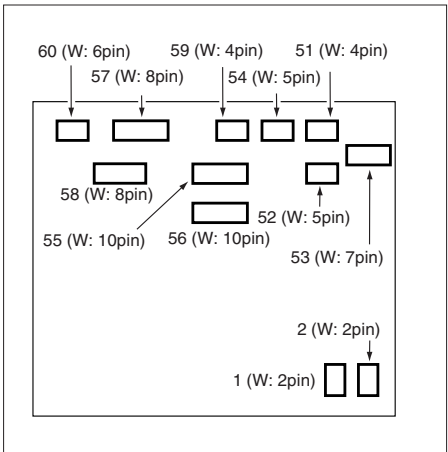 60 (W: 6pin)
59 (W: 4pin)
51 (W: 4pin)
57 (W: 8pin)
54 (W: 5pin)
58 (W: 8pin)
52 (W: 5pin)
55 (W: 10pin)
56 (W: 10pin)
53 (W: 7pin)
2 (W: 2pin)
1 (W: 2pin)